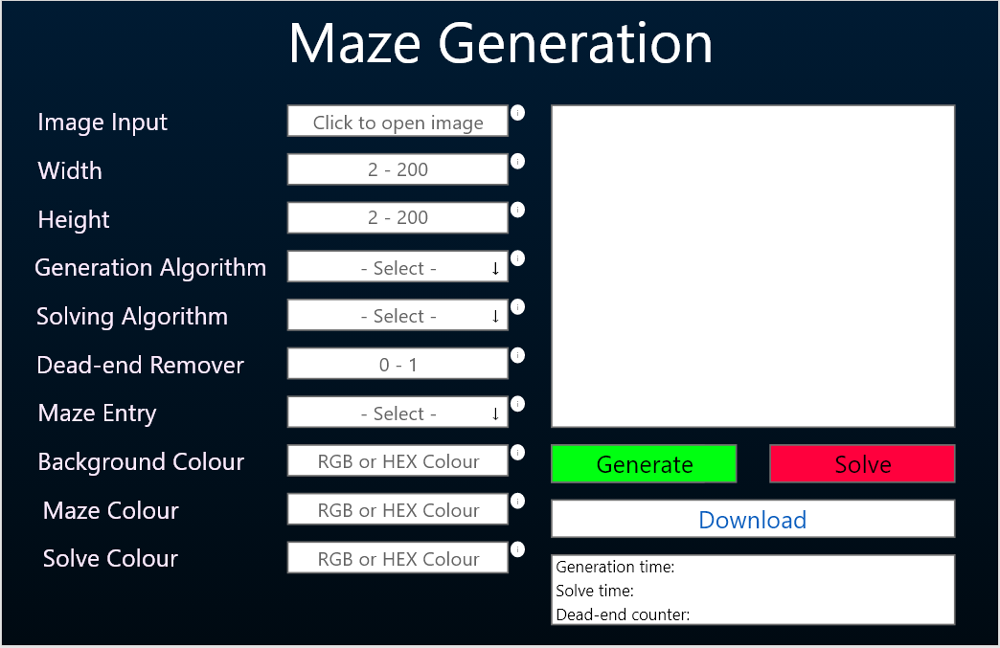 Maze Generation
Image Input
Click to open image
i
Width
2 - 200
i
Height
2 - 200
i
Generation Algorithm
- Select - ↓
i
Solving Algorithm
- Select - ↓
i
Dead-end Remover
0 - 1
i
Maze Entry
- Select - ↓
i
Background Colour
RGB or HEX Colour
i
Maze Colour
RGB or HEX Colour
i
Solve Colour
RGB or HEX Colour
i
Generate
Solve
Download
Generation time:
Solve time:
Dead-end counter: